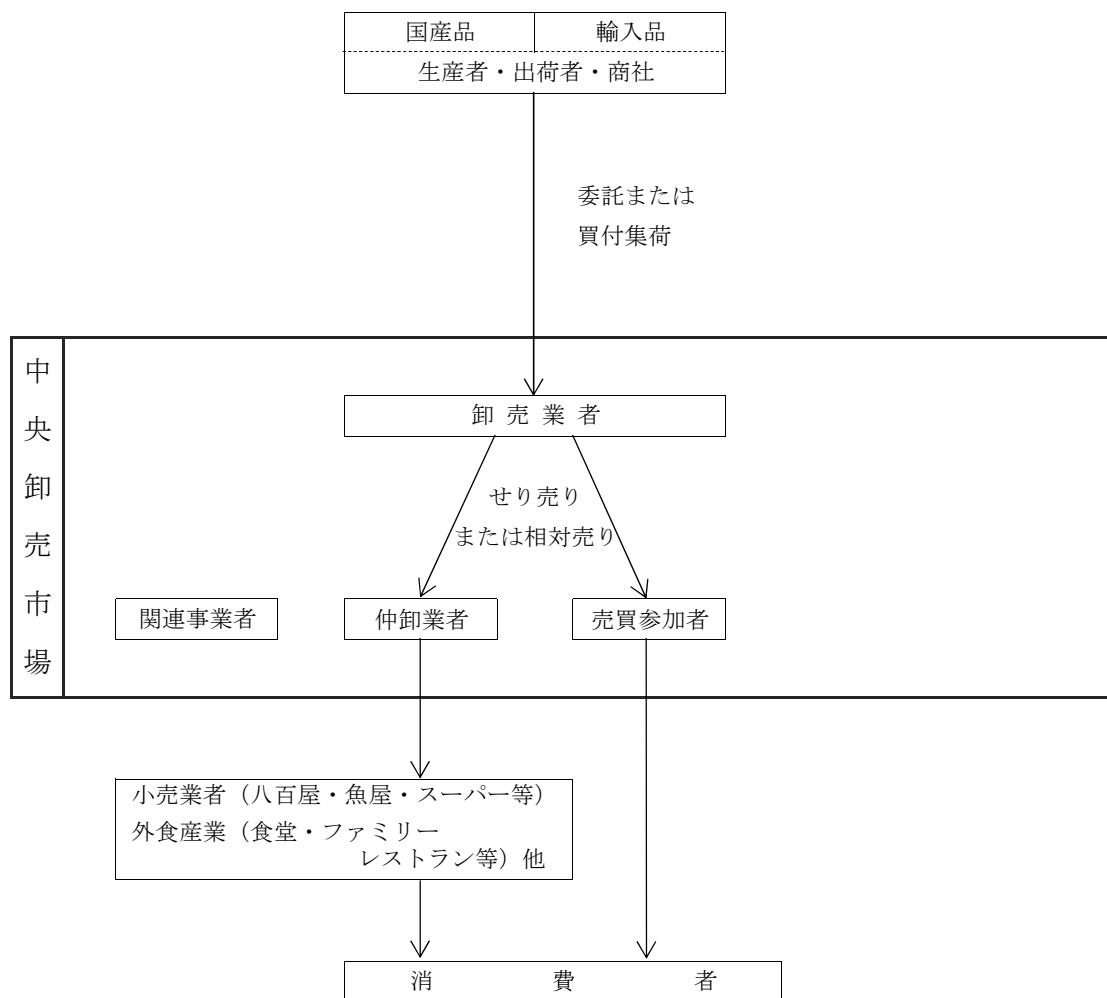 国産品
輸入品
生産者・出荷者・商社
委託または
買付集荷
中央卸売市場
卸売業者
せり売り
または相対売り
関連事業者
仲卸業者
売買参加者
小売業者（八百屋・魚屋・スーパー等）
外食産業（食堂・ファミリー
レストラン等）他
消費者